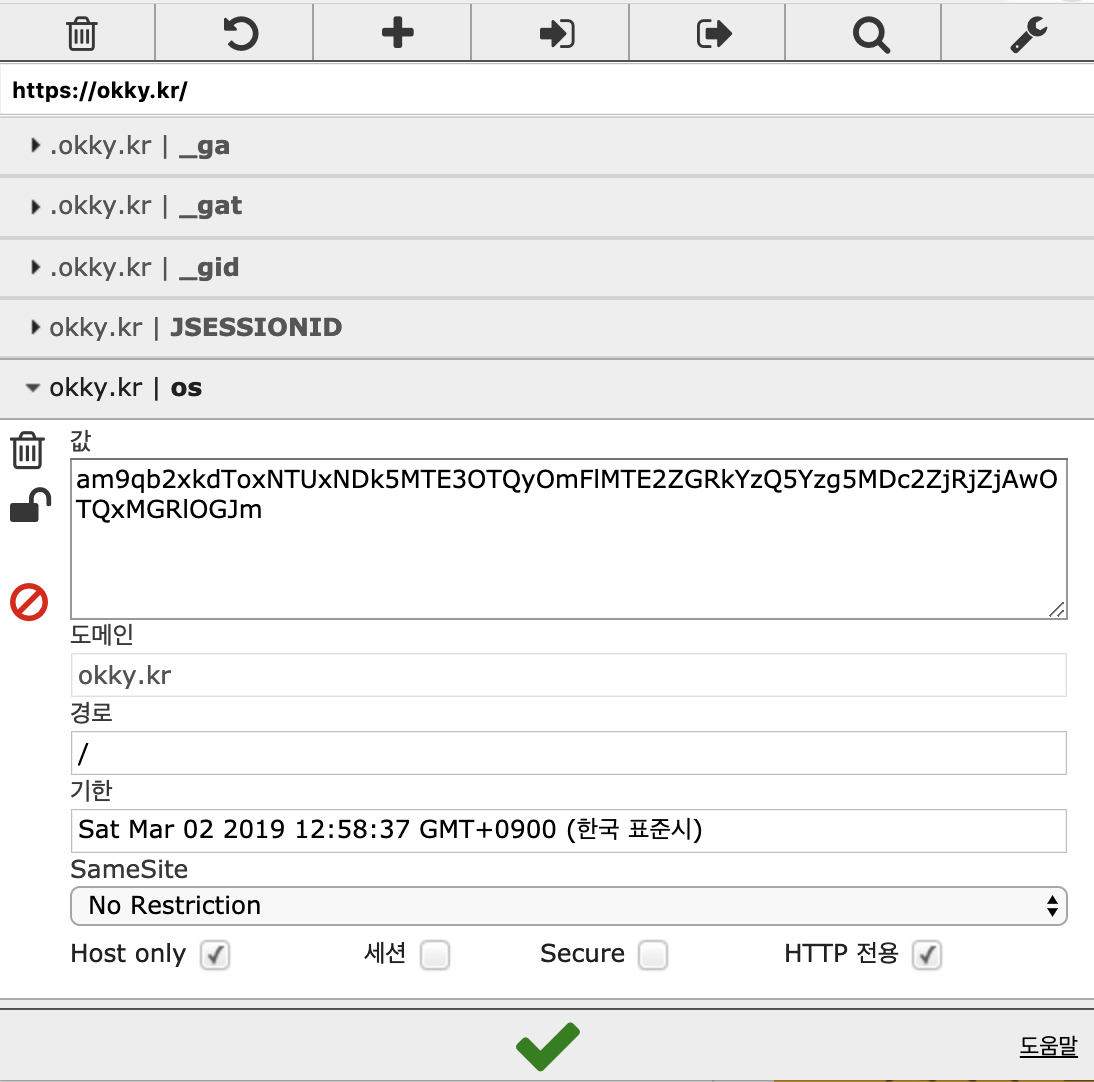 https://okky.kr/
.okky.kr | _ga
.okky.kr | _gat
.okky.kr | _gid
okky.kr | JSESSIONID
okky.kr | os
값
am9qb2xkdToxNTUxNDk5MTE3OTQyOmFlMTE2ZGRkYzQ5Yzg5MDc2ZjRjZjAwO
TQxMGRlOGJm
도메인
okky.kr
경로
/
기한
Sat Mar 02 2019 12:58:37 GMT+0900 (한국 표준시)
SameSite
No Restriction
Host only 세션 Secure HTTP 전용
도움말